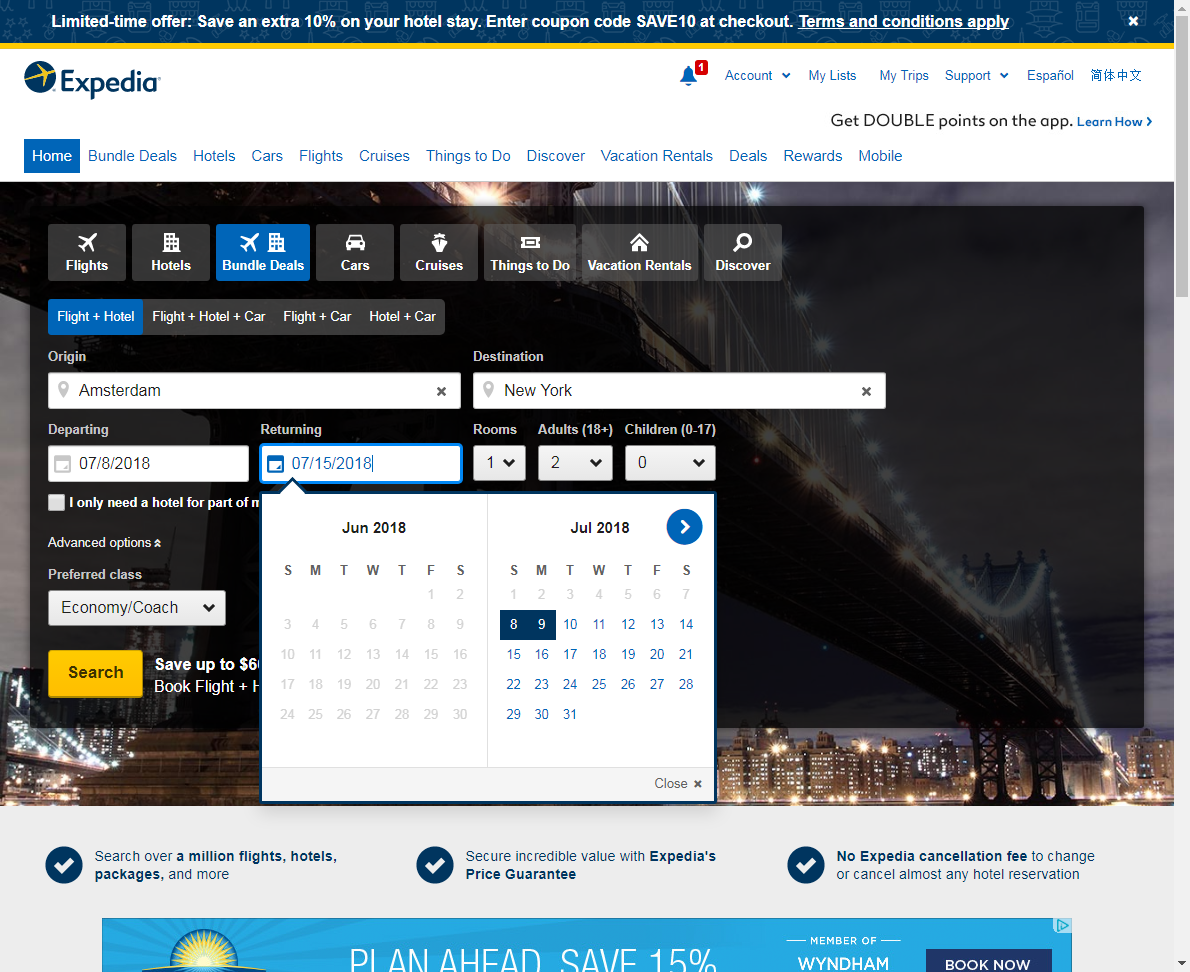 Limited-time offer: Save an extra 10% on your hotel stay. Enter coupon code SAVE10 at checkout. Terms and conditions apply
Expedia
1
Account
My Lists
My Trips
Support
Español
简体中文
Get DOUBLE points on the app. Learn How
Home
Bundle Deals
Hotels
Cars
Flights
Cruises
Things to Do
Discover
Vacation Rentals
Deals
Rewards
Mobile
Flights
Hotels
Bundle Deals
Cars
Cruises
Things to Do
Vacation Rentals
Discover
Flight + Hotel
Flight + Hotel + Car
Flight + Car
Hotel + Car
Origin
Destination
Amsterdam
New York
Departing
Returning
Rooms
Adults (18+)
Children (0-17)
07/8/2018
07/15/2018
1
2
0
I only need a hotel for part of m
Advanced options
Preferred class
Economy/Coach
Search
Save up to $6
Book Flight + H
Jun 2018
S M T W T F S
1 2
3 4 5 6 7 8 9
10 11 12 13 14 15 16
17 18 19 20 21 22 23
24 25 26 27 28 29 30
Jul 2018
S M T W T F S
1 2 3 4 5 6 7
8 9 10 11 12 13 14
15 16 17 18 19 20 21
22 23 24 25 26 27 28
29 30 31
Close
Search over a million flights, hotels,
packages, and more
Secure incredible value with Expedia's
Price Guarantee
No Expedia cancellation fee to change
or cancel almost any hotel reservation
PLAN AHEAD. SAVE 15%
MEMBER OF
WYNDHAM
BOOK NOW